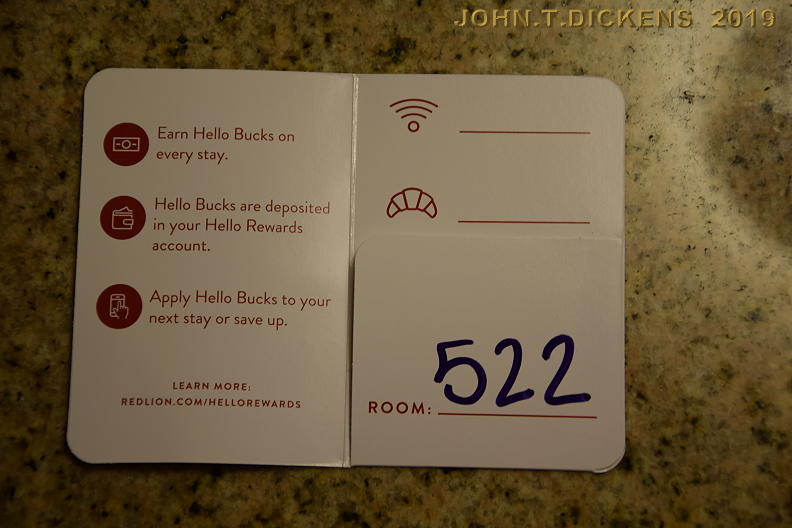 JOHN.T.DICKENS 2019
Earn Hello Bucks on
every stay.
Hello Bucks are deposited
in your Hello Rewards
account.
Apply Hello Bucks to your
next stay or save up.
LEARN MORE:
REDLION.COM/HELLOREWARDS
ROOM: 522